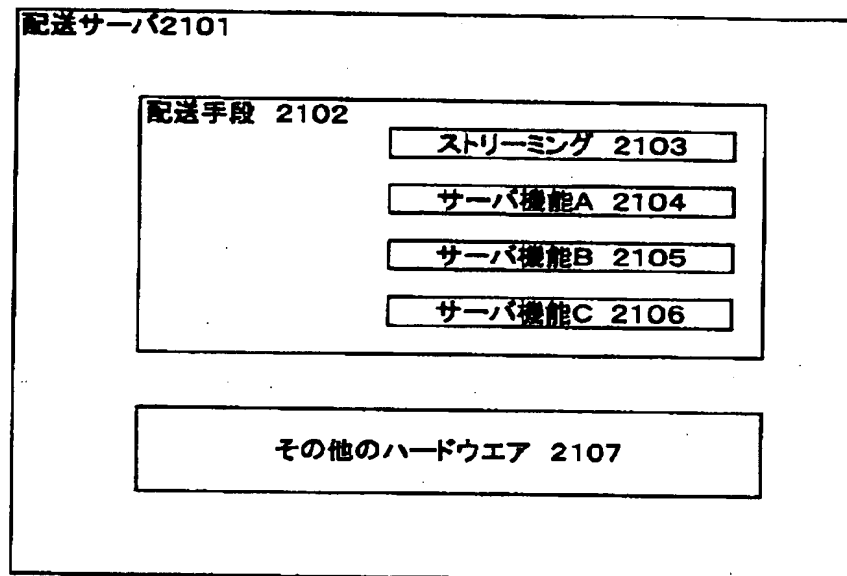 配送サーバ2101
配送手段 2102
ストリーミング 2103
サーバ機能A 2104
サーバ機能B 2105
サーバ機能C 2106
その他のハードウエア 2107